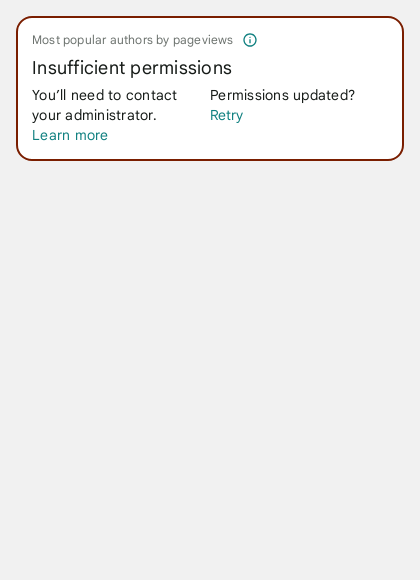 Most popular authors by pageviews
Insufficient permissions
You’ll need to contact
your administrator.
Learn more
Permissions updated?
Retry